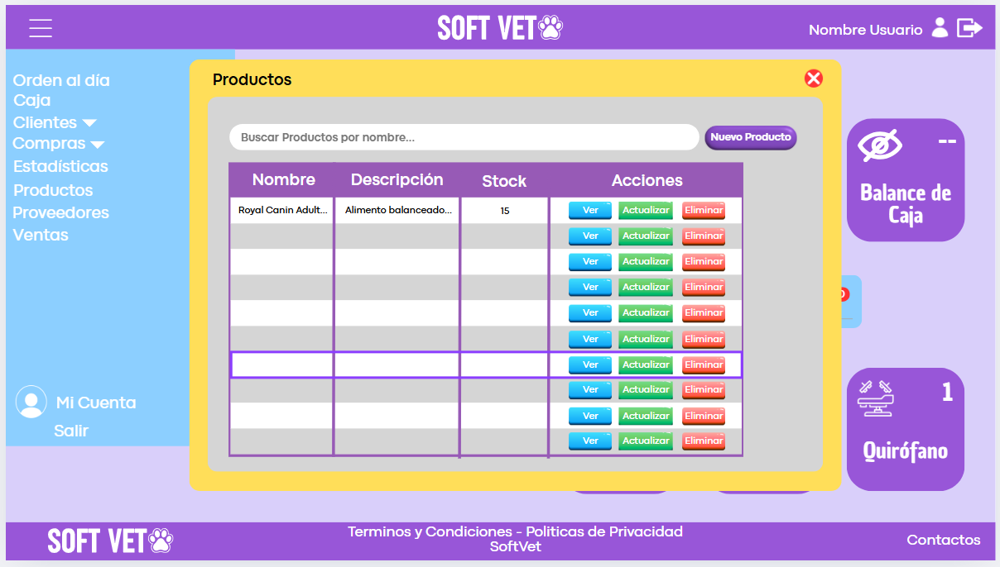 SOFT VET
Nombre Usuario
Orden al día
Caja
Clientes
Compras
Estadísticas
Productos
Proveedores
Ventas
Mi Cuenta
Salir
Productos
Buscar Productos por nombre...
Nuevo Producto
Nombre Descripción Stock Acciones
Royal Canin Adult... Alimento balanceado... 15 Ver Actualizar Eliminar
Ver Actualizar Eliminar
Ver Actualizar Eliminar
Ver Actualizar Eliminar
Ver Actualizar Eliminar
Ver Actualizar Eliminar
Ver Actualizar Eliminar
Ver Actualizar Eliminar
Ver Actualizar Eliminar
Ver Actualizar Eliminar
--
Balance de
Caja
1
Quirófano
SOFT VET
Terminos y Condiciones - Politicas de Privacidad
SoftVet
Contactos